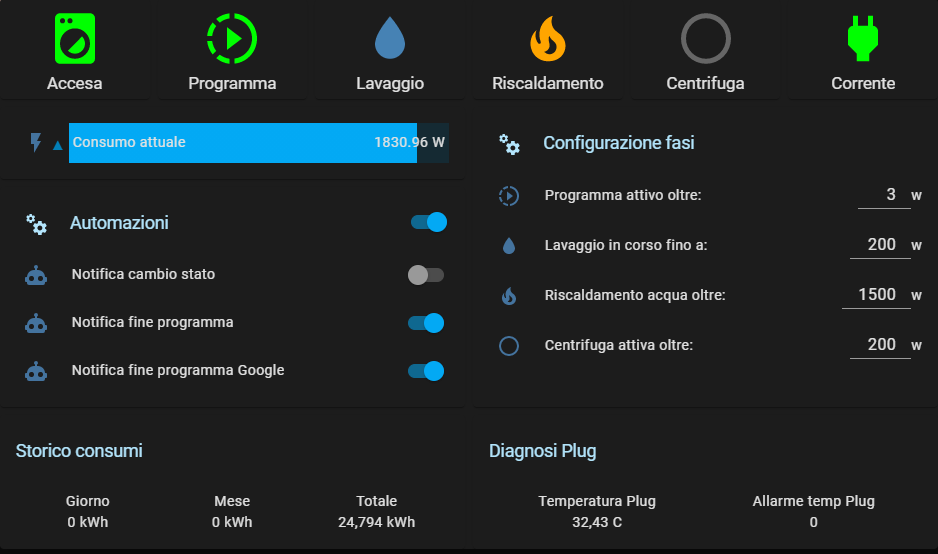 Accesa
Programma
Lavaggio
Riscaldamento
Centrifuga
Corrente
Consumo attuale 1830.96 W
Automazioni
Notifica cambio stato
Notifica fine programma
Notifica fine programma Google
Configurazione fasi
Programma attivo oltre: 3 w
Lavaggio in corso fino a: 200 w
Riscaldamento acqua oltre: 1500 w
Centrifuga attiva oltre: 200 w
Storico consumi
Giorno Mese Totale
0 kWh 0 kWh 24,794 kWh
Diagnosi Plug
Temperatura Plug Allarme temp Plug
32,43 C 0